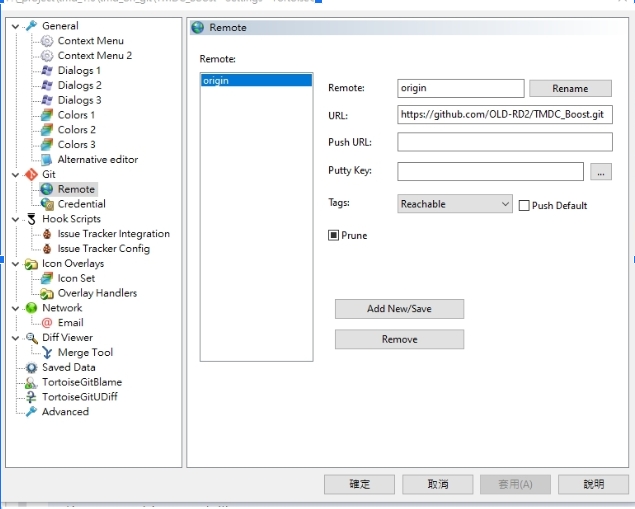 General
Context Menu
Context Menu 2
Dialogs 1
Dialogs 2
Dialogs 3
Colors 1
Colors 2
Colors 3
Alternative editor
Git
Remote
Credential
Hook Scripts
Issue Tracker Integration
Issue Tracker Config
Icon Overlays
Icon Set
Overlay Handlers
Network
Email
Diff Viewer
Merge Tool
Saved Data
TortoiseGitBlame
TortoiseGitUDiff
Advanced
Remote
Remote:
origin
Remote: origin Rename
URL: https://github.com/OLD-RD2/TMDC_Boost.git
Push URL:
Putty Key: ...
Tags: Reachable Push Default
Prune
Add New/Save
Remove
確定 取消 套用(A) 說明